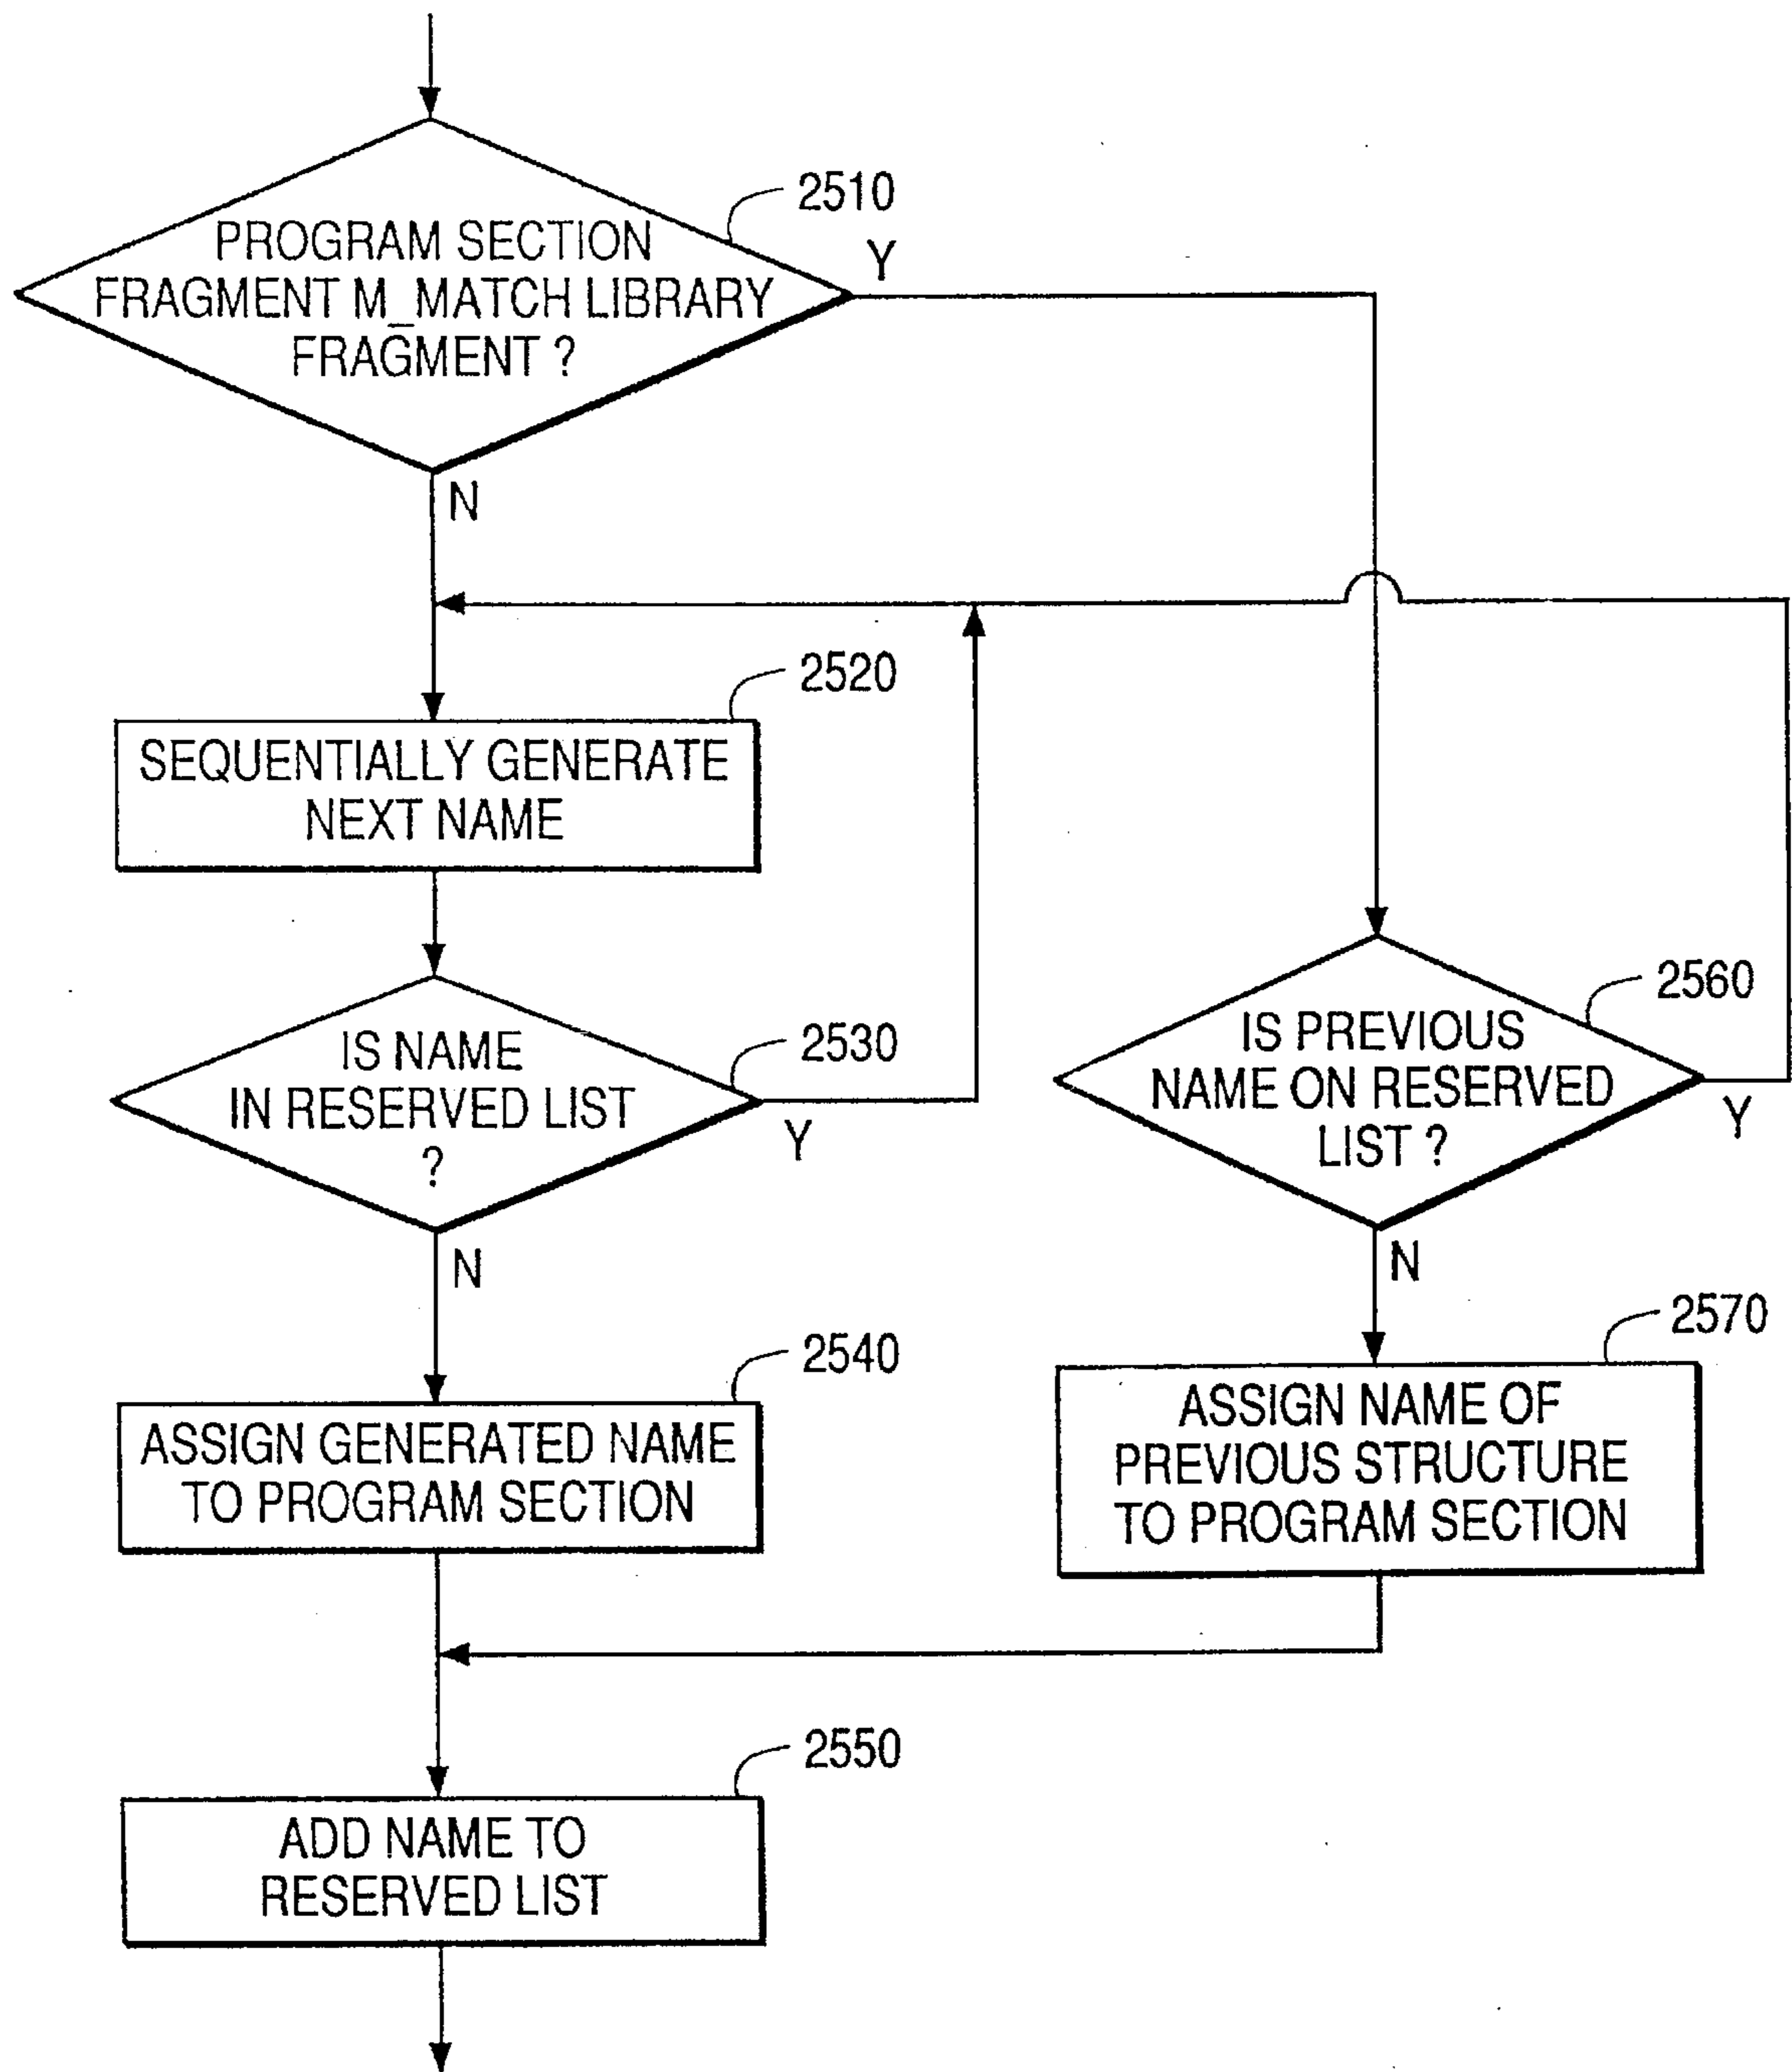 2510
PROGRAM SECTION
FRAGMENT M_MATCH LIBRARY
FRAGMENT ?
Y
N
2520
SEQUENTIALLY GENERATE
NEXT NAME
2530
IS NAME
IN RESERVED LIST
?
Y
N
2560
IS PREVIOUS
NAME ON RESERVED
LIST ?
Y
N
2540
ASSIGN GENERATED NAME
TO PROGRAM SECTION
2570
ASSIGN NAME OF
PREVIOUS STRUCTURE
TO PROGRAM SECTION
2550
ADD NAME TO
RESERVED LIST